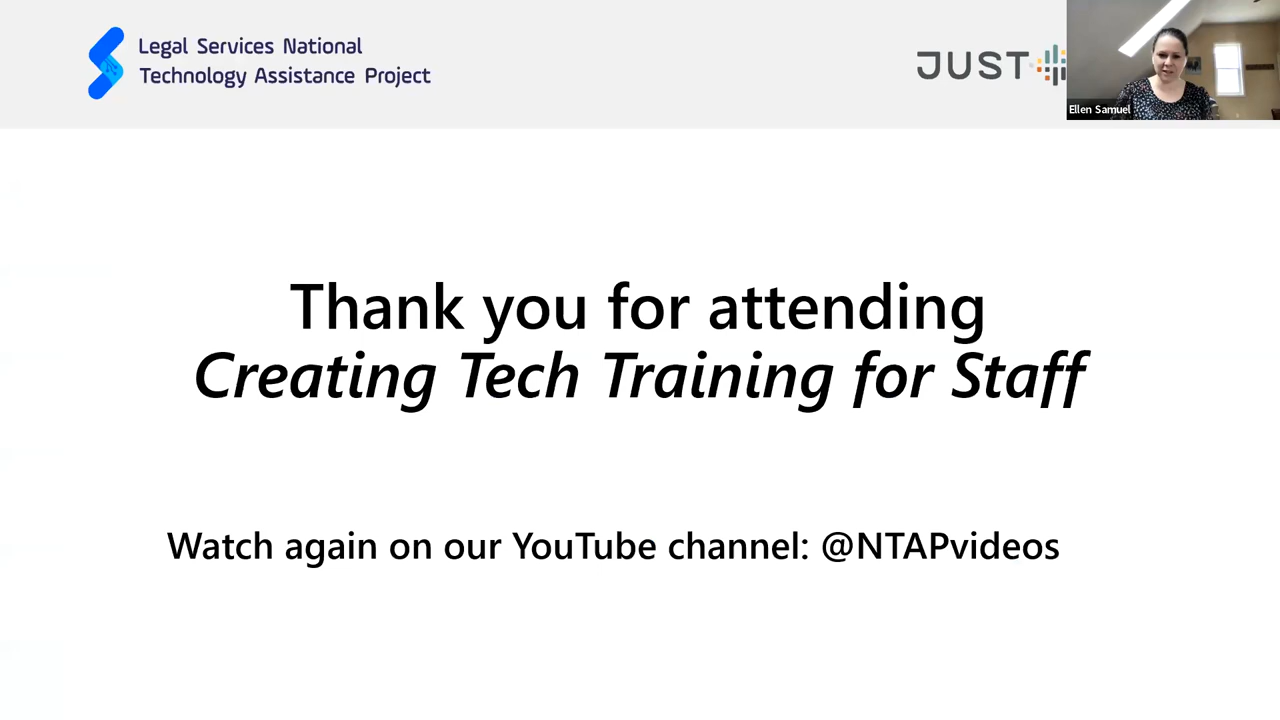 Legal Services National
Technology Assistance Project
JUST
Ellen Samuel
Thank you for attending
Creating Tech Training for Staff
Watch again on our YouTube channel: @NTAPvideos